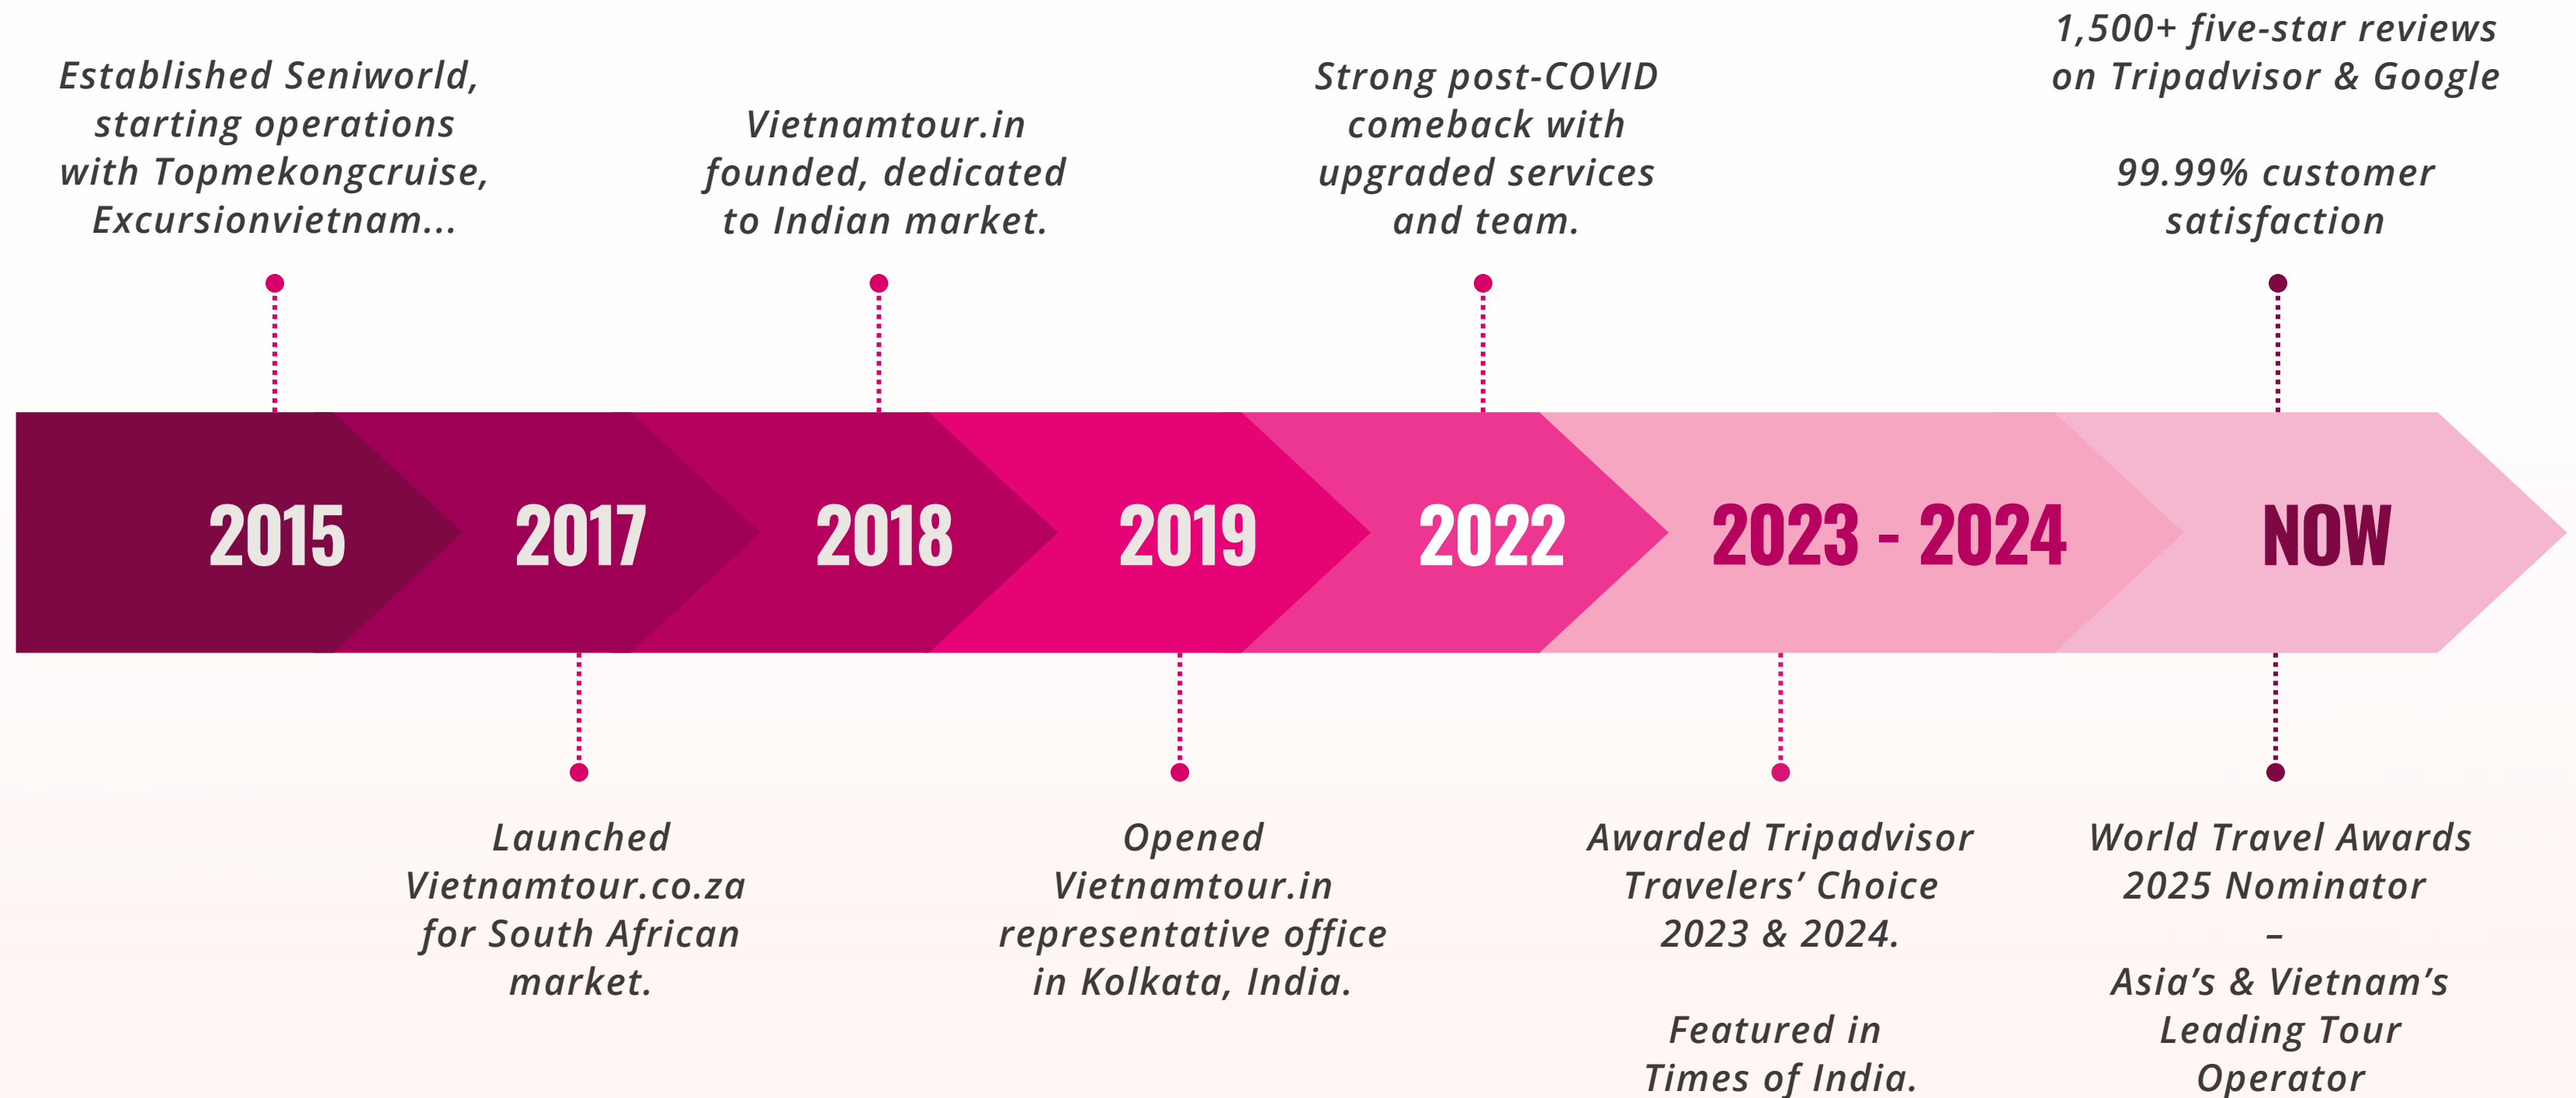 Established Seniworld,
starting operations
with Topmekongcruise,
Excursionvietnam...
Vietnamtour.in
founded, dedicated
to Indian market.
Strong post-COVID
comeback with
upgraded services
and team.
1,500+ five-star reviews
on Tripadvisor & Google
99.99% customer
satisfaction
2015
2017
2018
2019
2022
2023 - 2024
NOW
Launched
Vietnamtour.co.za
for South African
market.
Opened
Vietnamtour.in
representative office
in Kolkata, India.
Awarded Tripadvisor
Travelers’ Choice
2023 & 2024.
Featured in
Times of India.
World Travel Awards
2025 Nominator
–
Asia’s & Vietnam’s
Leading Tour
Operator